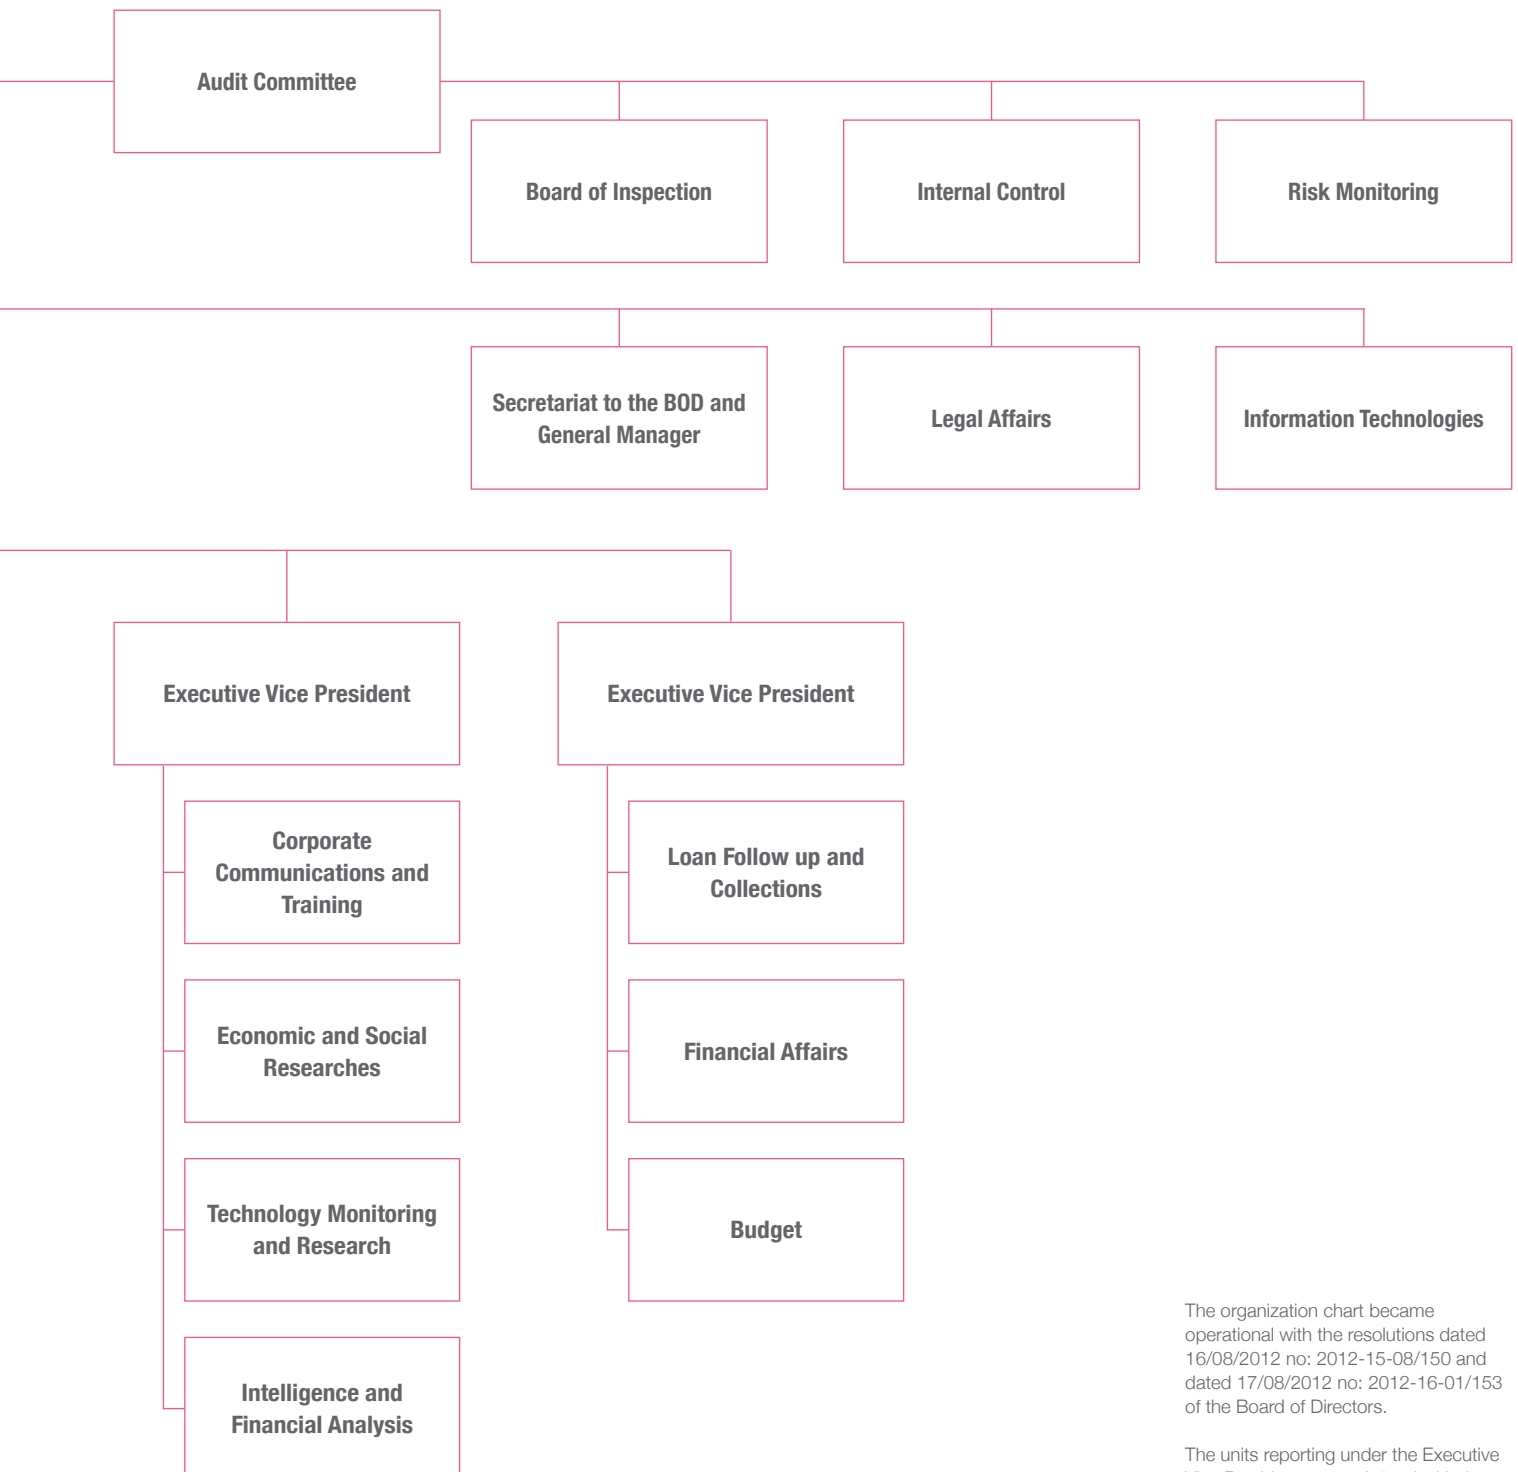 Audit Committee
Board of Inspection
Internal Control
Risk Monitoring
Secretariat to the BOD and
General Manager
Legal Affairs
Information Technologies
Executive Vice President
Executive Vice President
Corporate
Communications and
Training
Loan Follow up and
Collections
Economic and Social
Researches
Financial Affairs
Technology Monitoring
and Research
Budget
Intelligence and
Financial Analysis
The organization chart became
operational with the resolutions dated
16/08/2012 no: 2012-15-08/150 and
dated 17/08/2012 no: 2012-16-01/153
of the Board of Directors.
The units reporting under the Executive